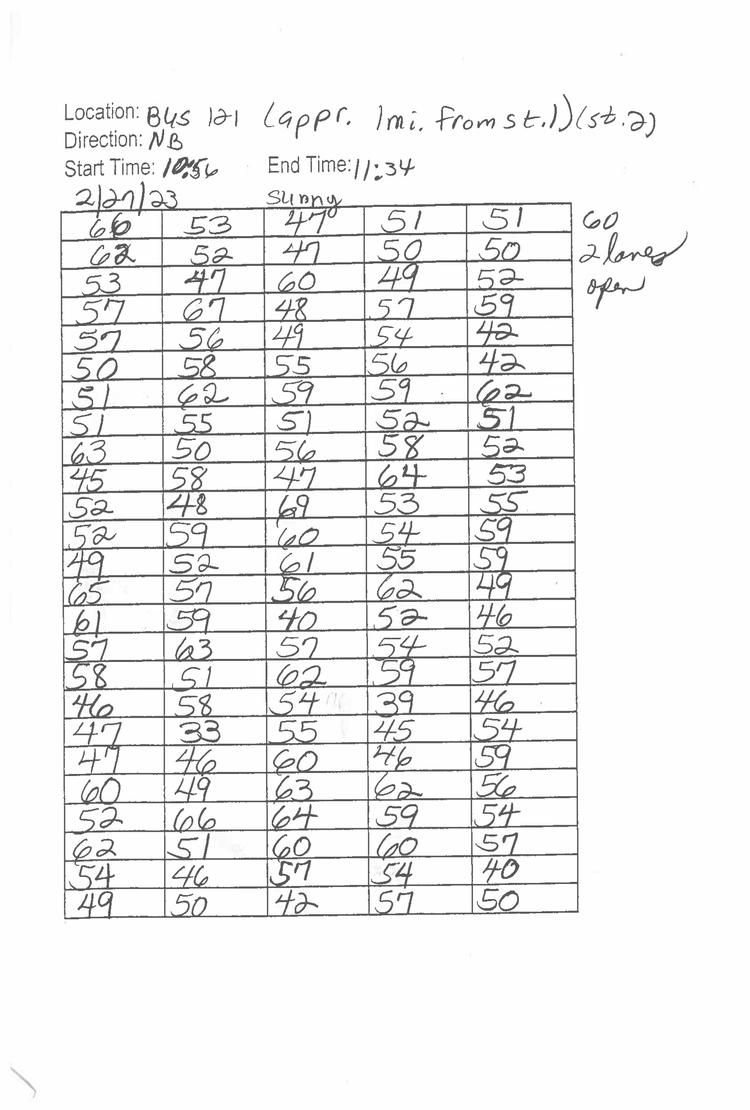 Location: BUS 121 (appr. 1mi. from st.1)(st.2)
Direction: NB
Start Time: 10:56 End Time: 11:34
2/27/23 sunny
66 53 47 51 51 60
62 52 47 50 50 2 lanes
53 47 60 49 52 open
57 67 48 57 59
57 56 49 54 42
50 58 55 56 42
51 62 59 59 62
51 55 51 52 51
63 50 56 58 52
45 58 47 64 53
52 48 69 53 55
52 59 60 54 59
49 52 61 55 59
65 57 56 62 49
61 59 40 52 46
57 63 57 54 52
58 51 62 59 57
46 58 54 39 46
47 33 55 45 54
47 46 60 46 59
60 49 63 62 56
52 66 64 59 54
62 51 60 60 57
54 46 57 54 40
49 50 42 57 50